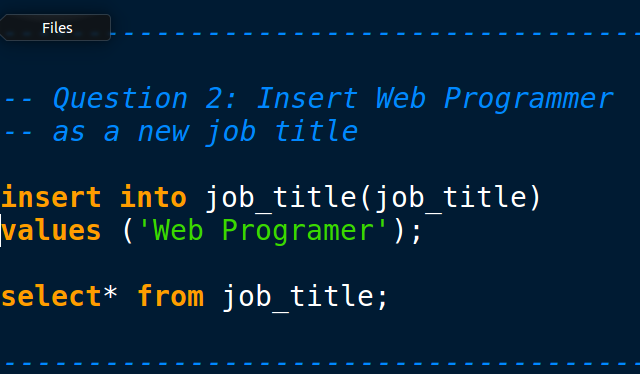 Files
-------------------------------------
-- Question 2: Insert Web Programmer
-- as a new job title
insert into job_title(job_title)
values ('Web Programer');
select* from job_title;
-------------------------------------